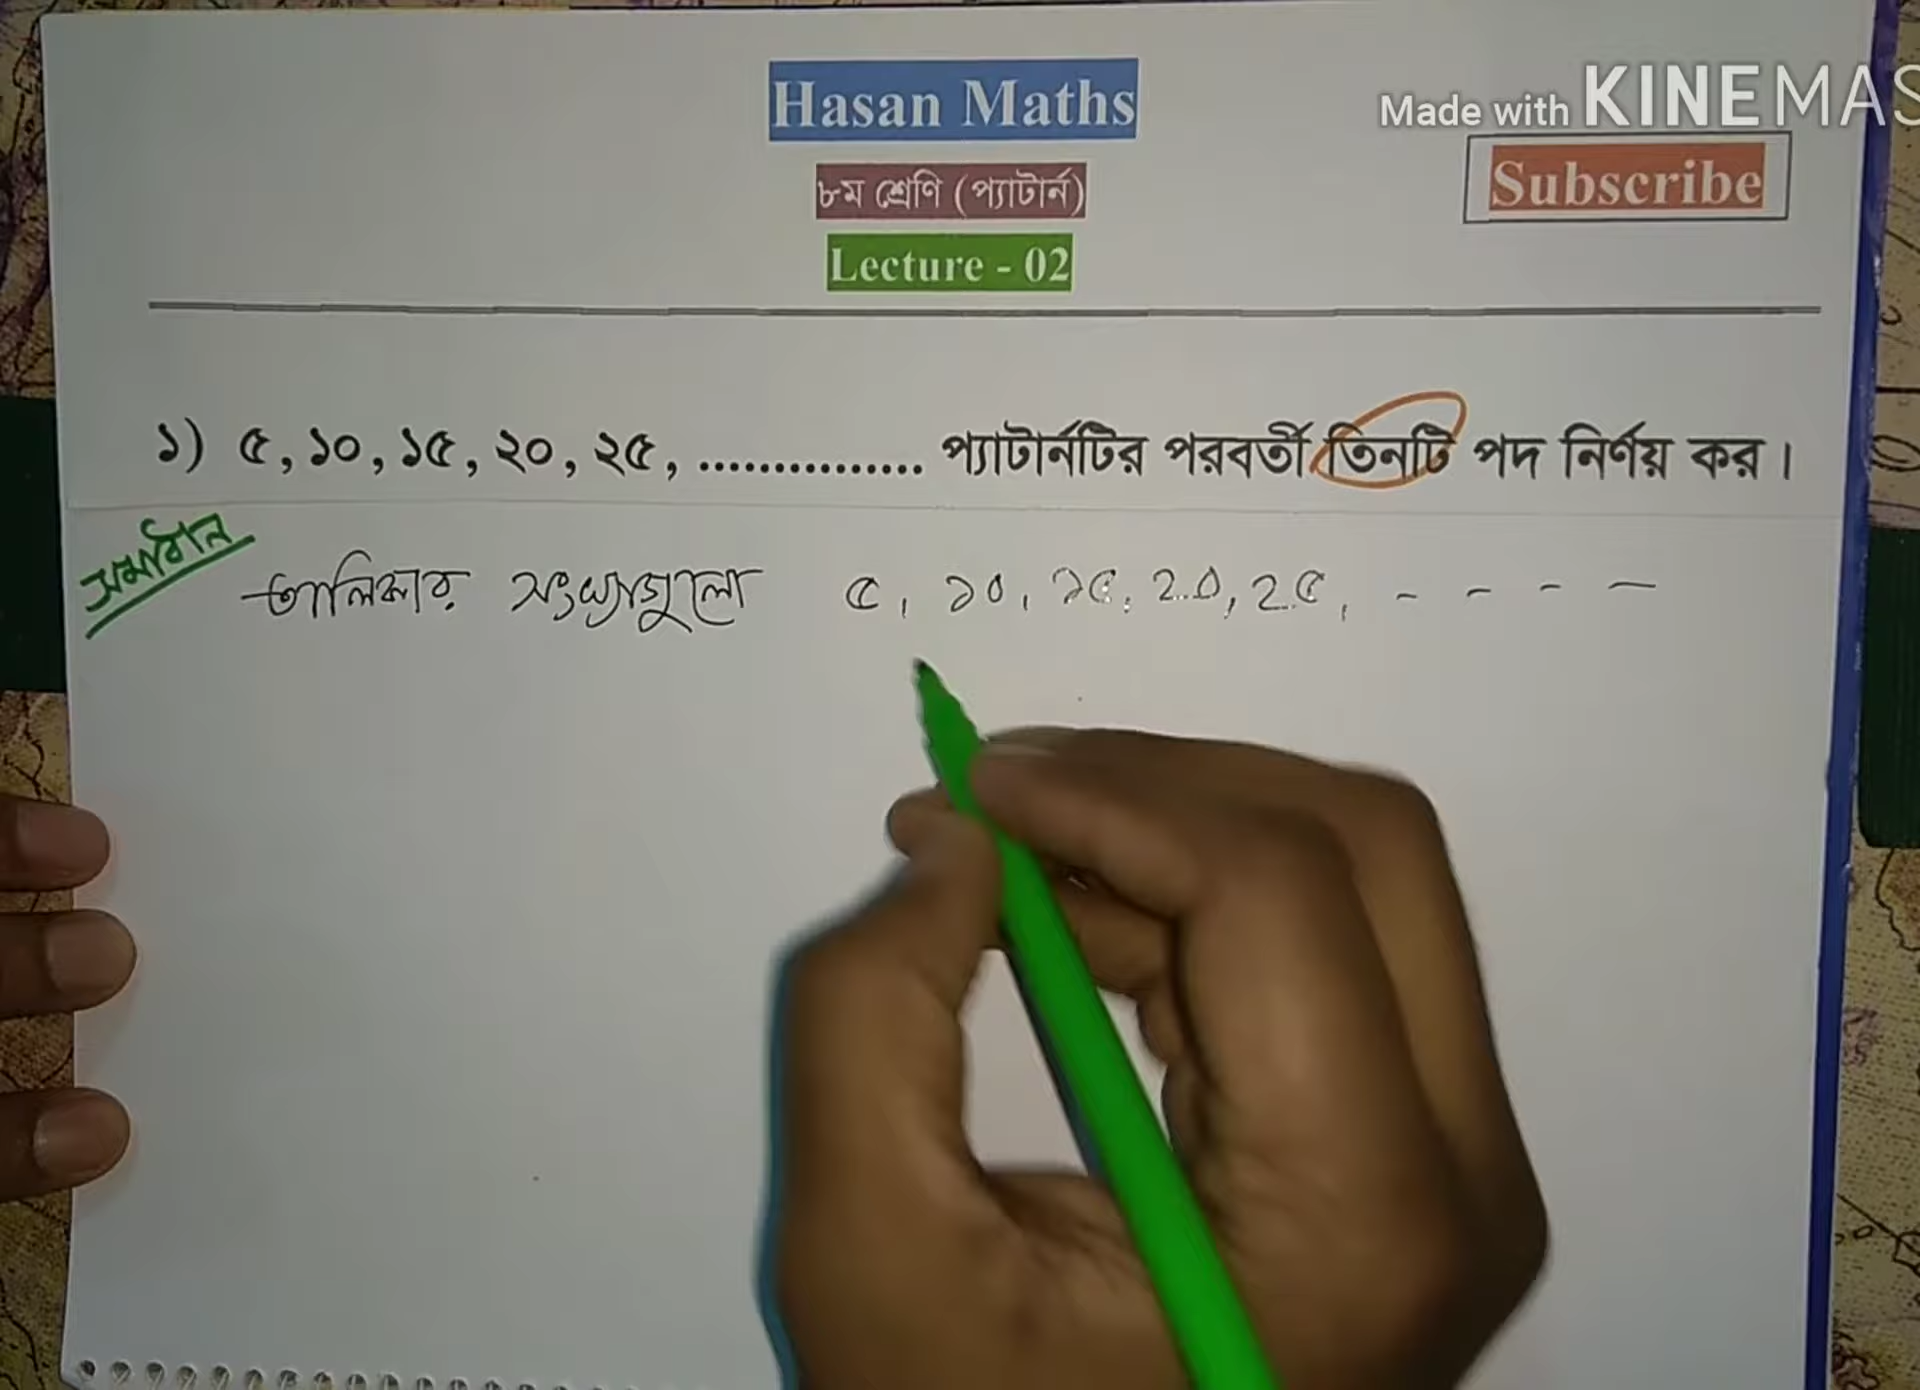 Hasan Maths
Made with KINEMAS
Subscribe
৮ম শ্রেণি (প্যাটার্ন)
Lecture - 02
১) ৫, ১০, ১৫, ২০, ২৫, ............... প্যাটার্নটির পরবর্তী তিনটি পদ নির্ণয় কর।
সমাধান
তালিকার সংখ্যাগুলো ৫, ১০, ১৫, ২০, ২৫, - - - -